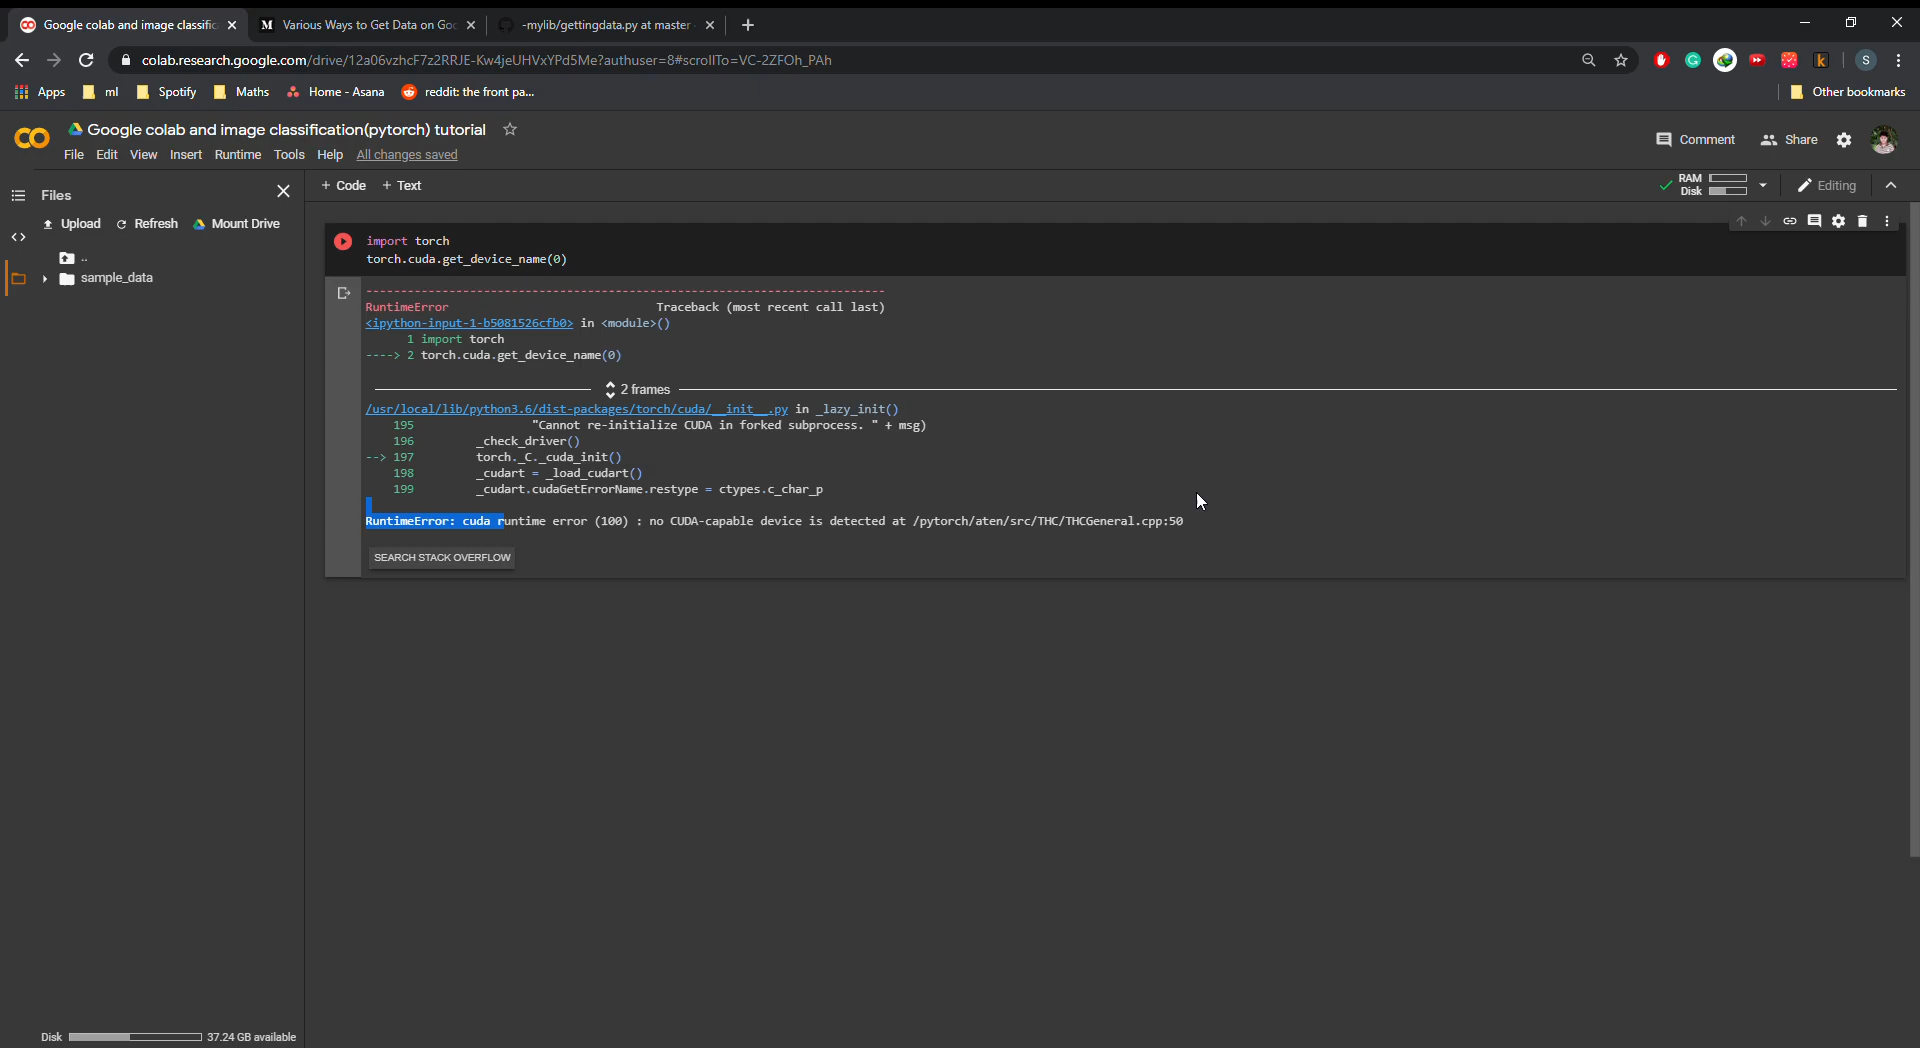 Google colab and image classific
M Various Ways to Get Data on Goo
-mylib/gettingdata.py at master
colab.research.google.com/drive/12a06vzhcF7z2RRJE-Kw4jeUHVxYPd5Me?authuser=8#scrollTo=VC-2ZFOh_PAh
k
S
Apps
ml
Spotify
Maths
Home - Asana
reddit: the front pa...
Other bookmarks
Google colab and image classification(pytorch) tutorial
File Edit View Insert Runtime Tools Help All changes saved
Comment
Share
Files
+ Code + Text
RAM
Disk
Editing
Upload Refresh Mount Drive
..
sample_data
import torch
torch.cuda.get_device_name(0)
---------------------------------------------------------------------------
RuntimeError Traceback (most recent call last)
<ipython-input-1-b5081526cfb0> in <module>()
1 import torch
----> 2 torch.cuda.get_device_name(0)
2 frames
/usr/local/lib/python3.6/dist-packages/torch/cuda/__init__.py in _lazy_init()
195 "Cannot re-initialize CUDA in forked subprocess. " + msg)
196 _check_driver()
--> 197 torch._C._cuda_init()
198 _cudart = _load_cudart()
199 _cudart.cudaGetErrorName.restype = ctypes.c_char_p
RuntimeError: cuda runtime error (100) : no CUDA-capable device is detected at /pytorch/aten/src/THC/THCGeneral.cpp:50
SEARCH STACK OVERFLOW
Disk 37.24 GB available